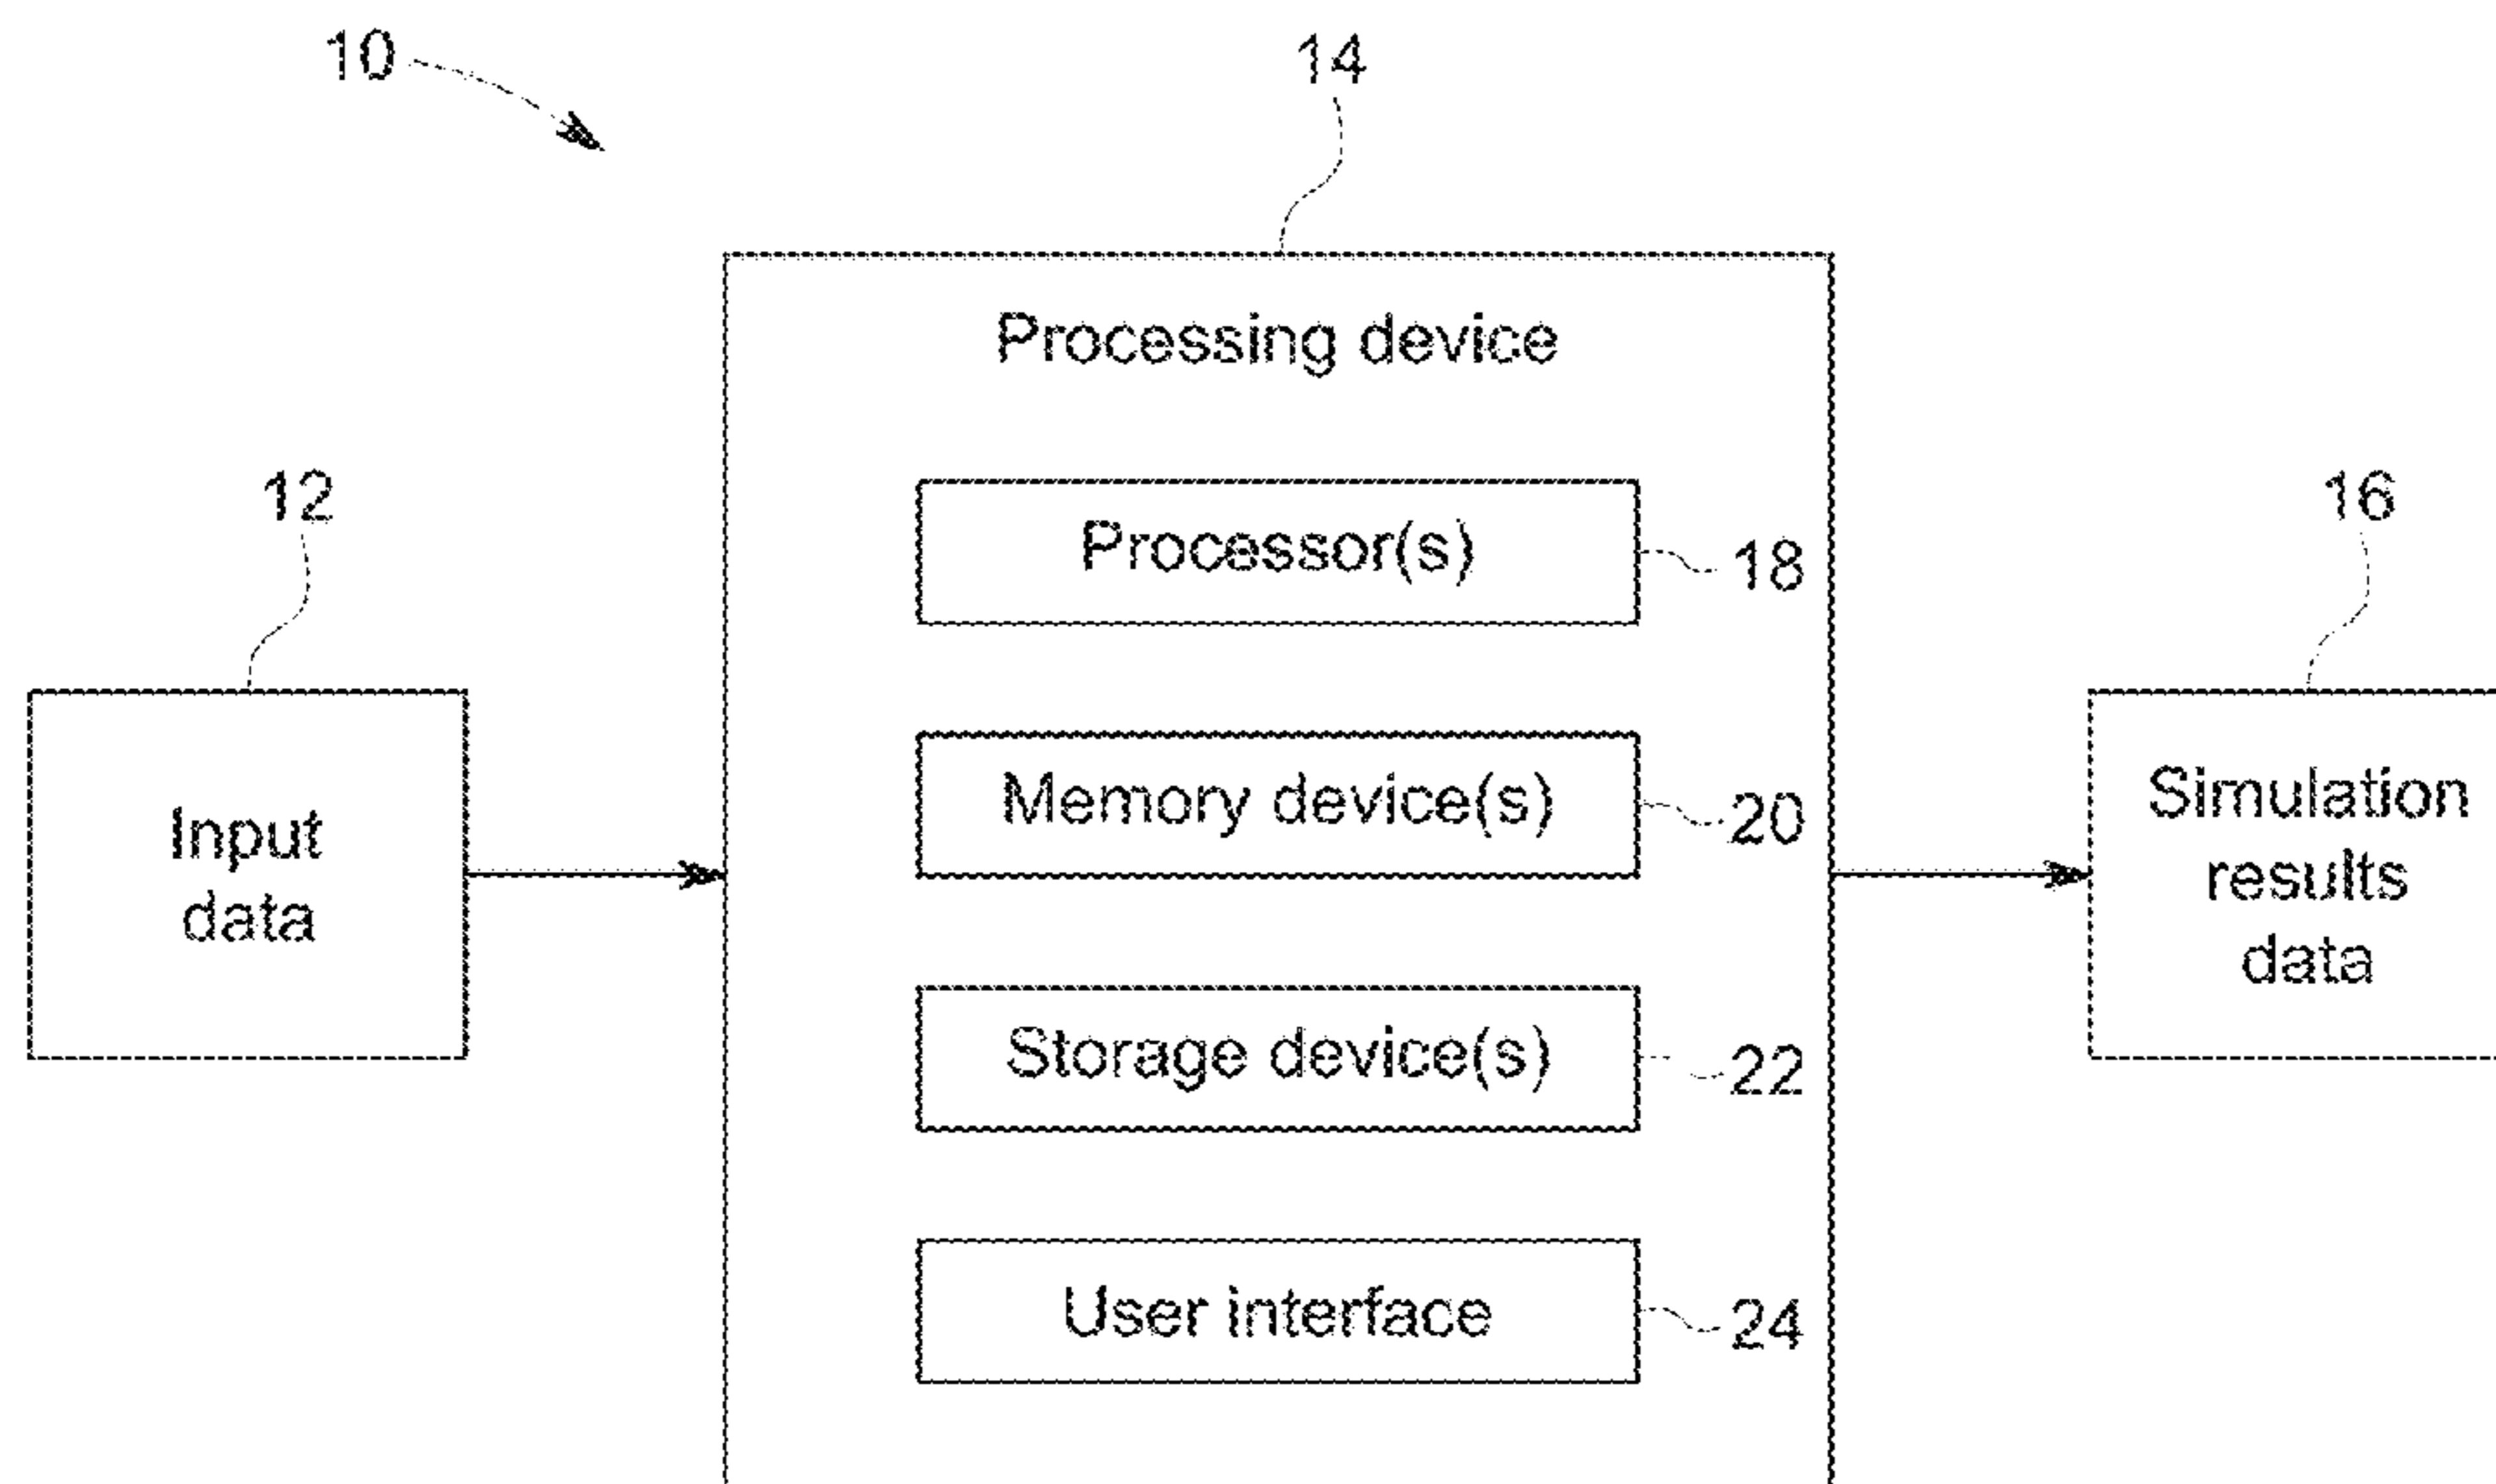 10
14
Processing device
12
16
Processor(s)
18
Memory device(s)
20
Input
data
Simulation
results
data
Storage device(s)
22
User interface
24